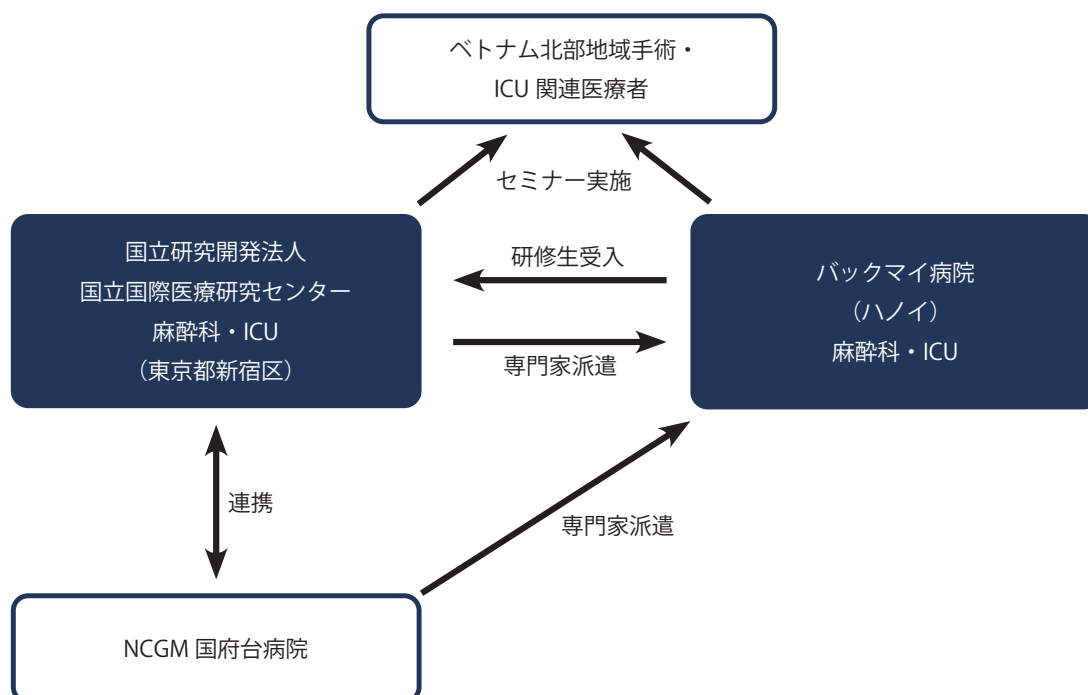 ベトナム北部地域手術・
ICU 関連医療者
セミナー実施
国立研究開発法人
国立国際医療研究センター
麻酔科・ICU
（東京都新宿区）
研修生受入
専門家派遣
バックマイ病院
（ハノイ）
麻酔科・ICU
連携
専門家派遣
NCGM 国府台病院